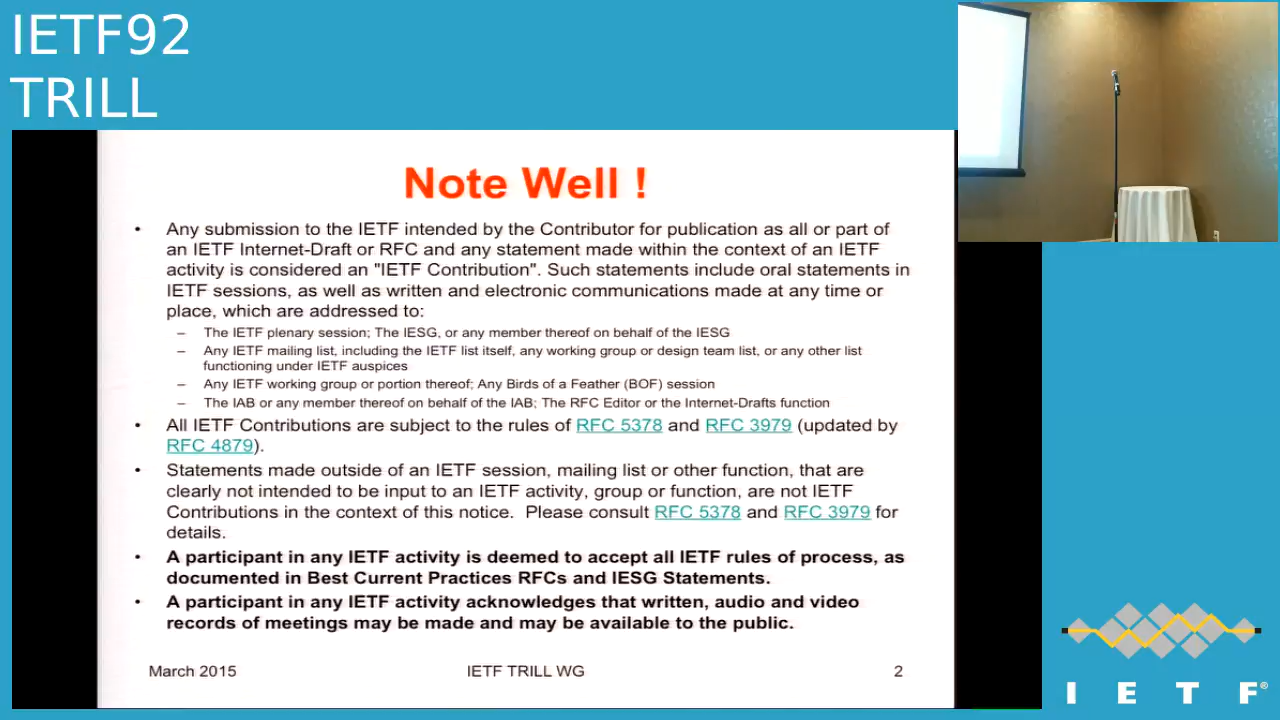 IETF92
TRILL
Note Well !
• Any submission to the IETF intended by the Contributor for publication as all or part of
an IETF Internet-Draft or RFC and any statement made within the context of an IETF
activity is considered an "IETF Contribution". Such statements include oral statements in
IETF sessions, as well as written and electronic communications made at any time or
place, which are addressed to:
– The IETF plenary session; The IESG, or any member thereof on behalf of the IESG
– Any IETF mailing list, including the IETF list itself, any working group or design team list, or any other list
functioning under IETF auspices
– Any IETF working group or portion thereof; Any Birds of a Feather (BOF) session
– The IAB or any member thereof on behalf of the IAB; The RFC Editor or the Internet-Drafts function
• All IETF Contributions are subject to the rules of RFC 5378 and RFC 3979 (updated by
RFC 4879).
• Statements made outside of an IETF session, mailing list or other function, that are
clearly not intended to be input to an IETF activity, group or function, are not IETF
Contributions in the context of this notice. Please consult RFC 5378 and RFC 3979 for
details.
• A participant in any IETF activity is deemed to accept all IETF rules of process, as
documented in Best Current Practices RFCs and IESG Statements.
• A participant in any IETF activity acknowledges that written, audio and video
records of meetings may be made and may be available to the public.
March 2015 IETF TRILL WG 2
I E T F®